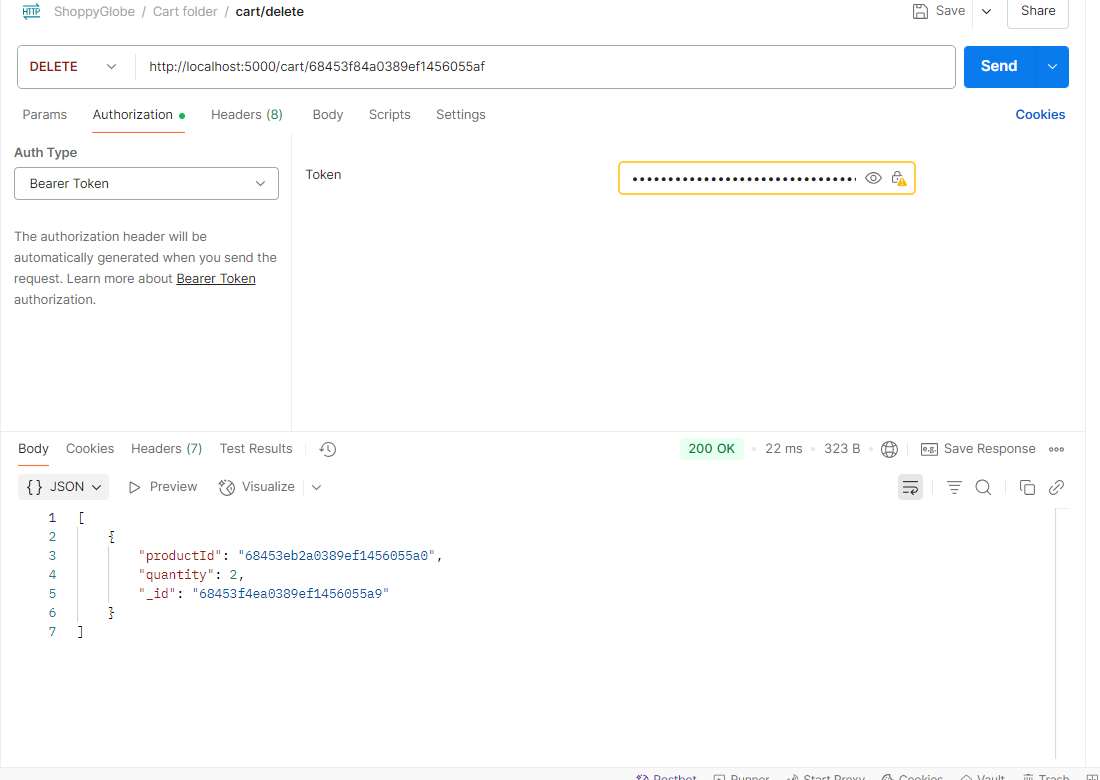 HTTP ShoppyGlobe / Cart folder / cart/delete Save Share
DELETE http://localhost:5000/cart/68453f84a0389ef1456055af Send
Params Authorization Headers (8) Body Scripts Settings Cookies
Auth Type
Bearer Token
Token ••••••••••••••••••••••••••••••••
The authorization header will be
automatically generated when you send the
request. Learn more about Bearer Token
authorization.
Body Cookies Headers (7) Test Results 200 OK • 22 ms • 323 B e.g. Save Response
{} JSON Preview Visualize
1 [
2 {
3 "productId": "68453eb2a0389ef1456055a0",
4 "quantity": 2,
5 "_id": "68453f4ea0389ef1456055a9"
6 }
7 ]
Postbot Runner Start Proxy Cookies Vault Trash